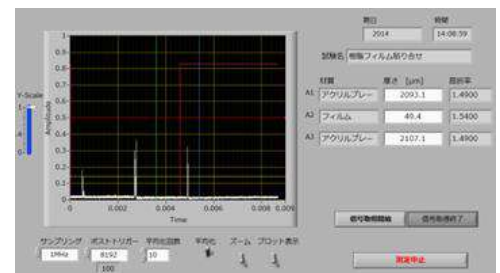 期日
時間
2014
14:08:59
試験名 樹脂フィルム貼り合せ
材質
厚さ [μm]
屈折率
A1 アクリルプレー 2093.1 1.4900
A2 フィルム 49.4 1.5400
A3 アクリルプレー 2107.1 1.4900
Y-Scale
Amplitude
0.9
0.8
0.7
0.6
0.5
0.4
0.3
0.2
0.1
0
0 0.002 0.004 0.006 0.008 0.009
Time
信号取得開始
信号取得終了
サンプリング
ポストトリガー
平均化回数
平均化
ズーム
プロット表示
1MHz
8192
10
100
測定中止